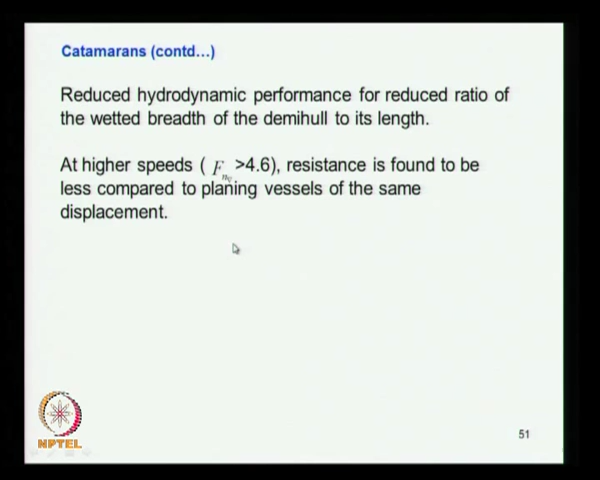 Catamarans (contd...)
Reduced hydrodynamic performance for reduced ratio of
the wetted breadth of the demihull to its length.
At higher speeds ( F >4.6), resistance is found to be
less compared to planing vessels of the same
displacement.
NPTEL
51